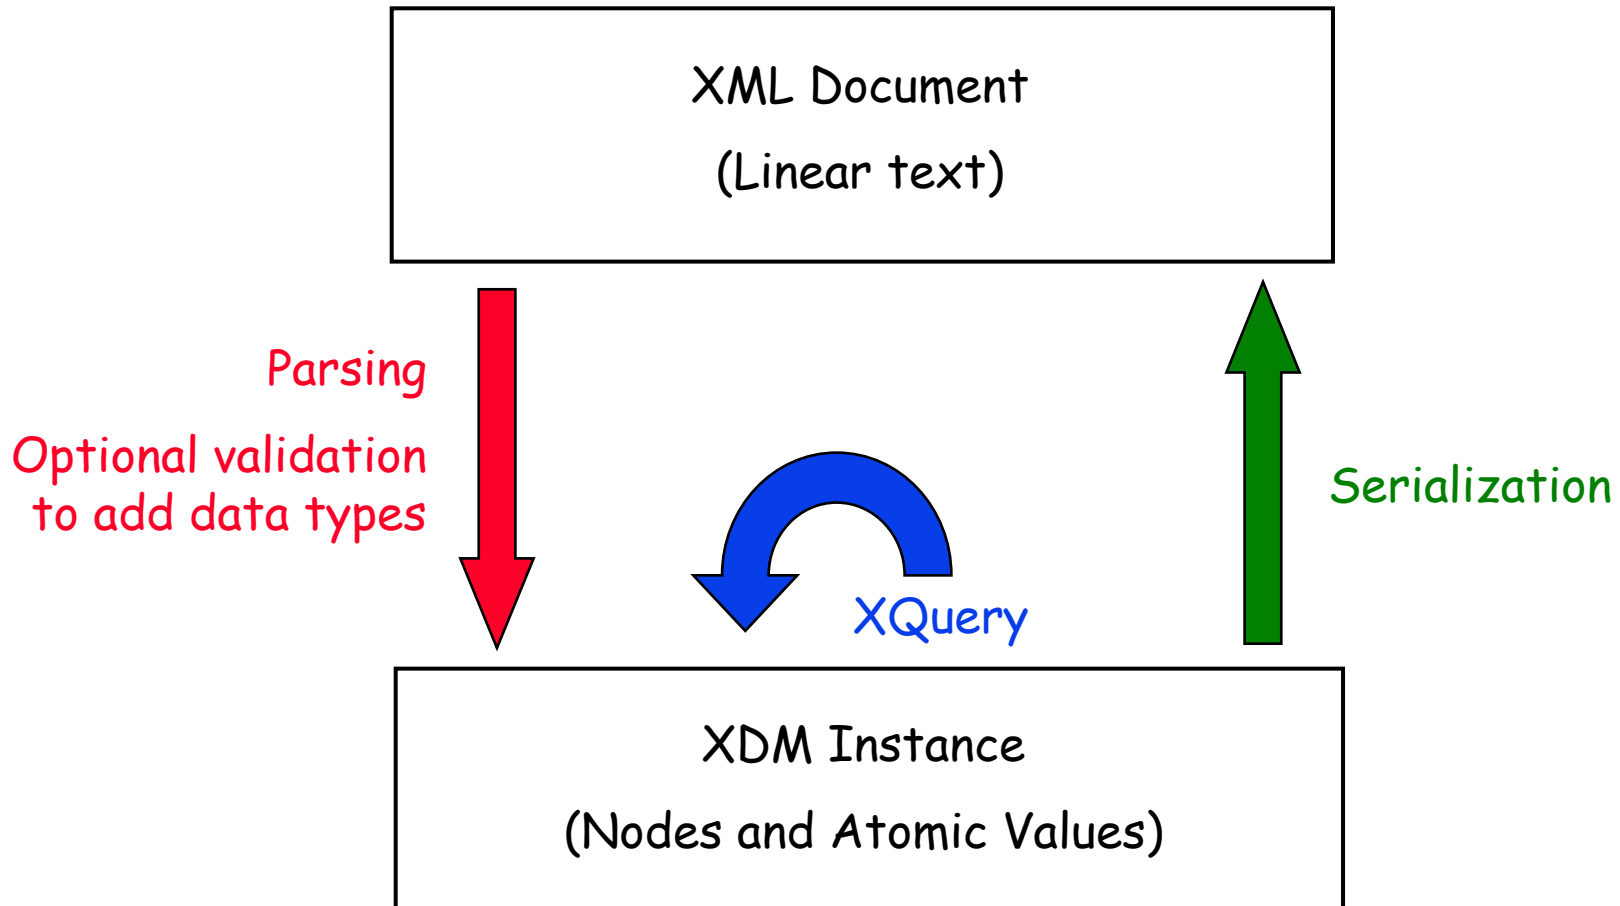 XML Document
(Linear text)
Parsing
Optional validation
to add data types
Serialization
XQuery
XDM Instance
(Nodes and Atomic Values)